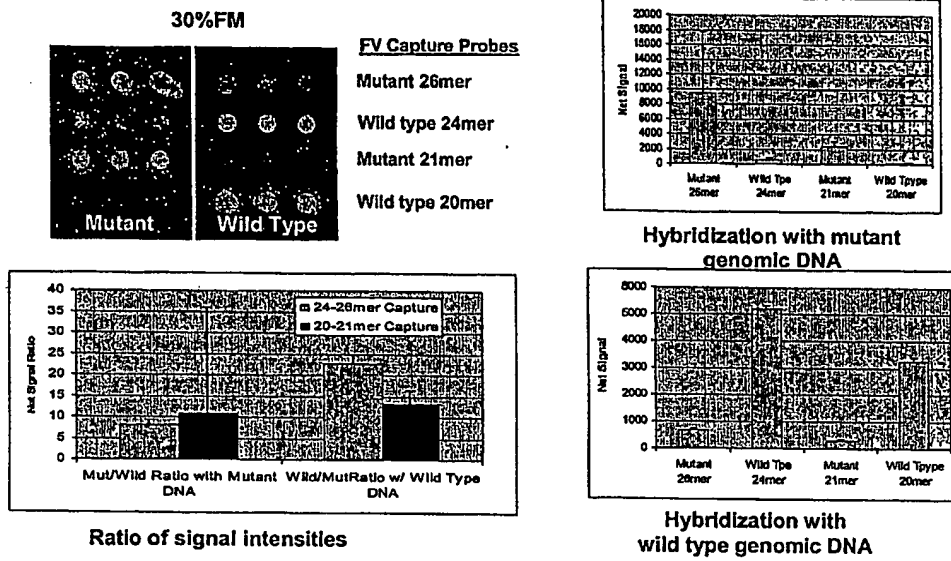 30%FM
FV Capture Probes
Mutant 26mer
Wild type 24mer
Mutant 21mer
Wild type 20mer
Mutant
Wild Type
20000
18000
16000
14000
12000
10000
8000
6000
4000
2000
0
Net Signal
Mutant 26mer
Wild Tpe 24mer
Mutant 21mer
Wild Tpype 20mer
Hybridization with mutant
genomic DNA
40
35
30
25
20
15
10
5
0
Net Signal Ratio
24-26mer Capture
20-21mer Capture
Mut/Wild Ratio with Mutant DNA
Wild/MutRatio w/ Wild Type DNA
Ratio of signal intensities
6000
5000
4000
3000
2000
1000
0
Net Signal
Mutant 26mer
Wild Tpe 24mer
Mutant 21mer
Wild Tpype 20mer
Hybridization with
wild type genomic DNA